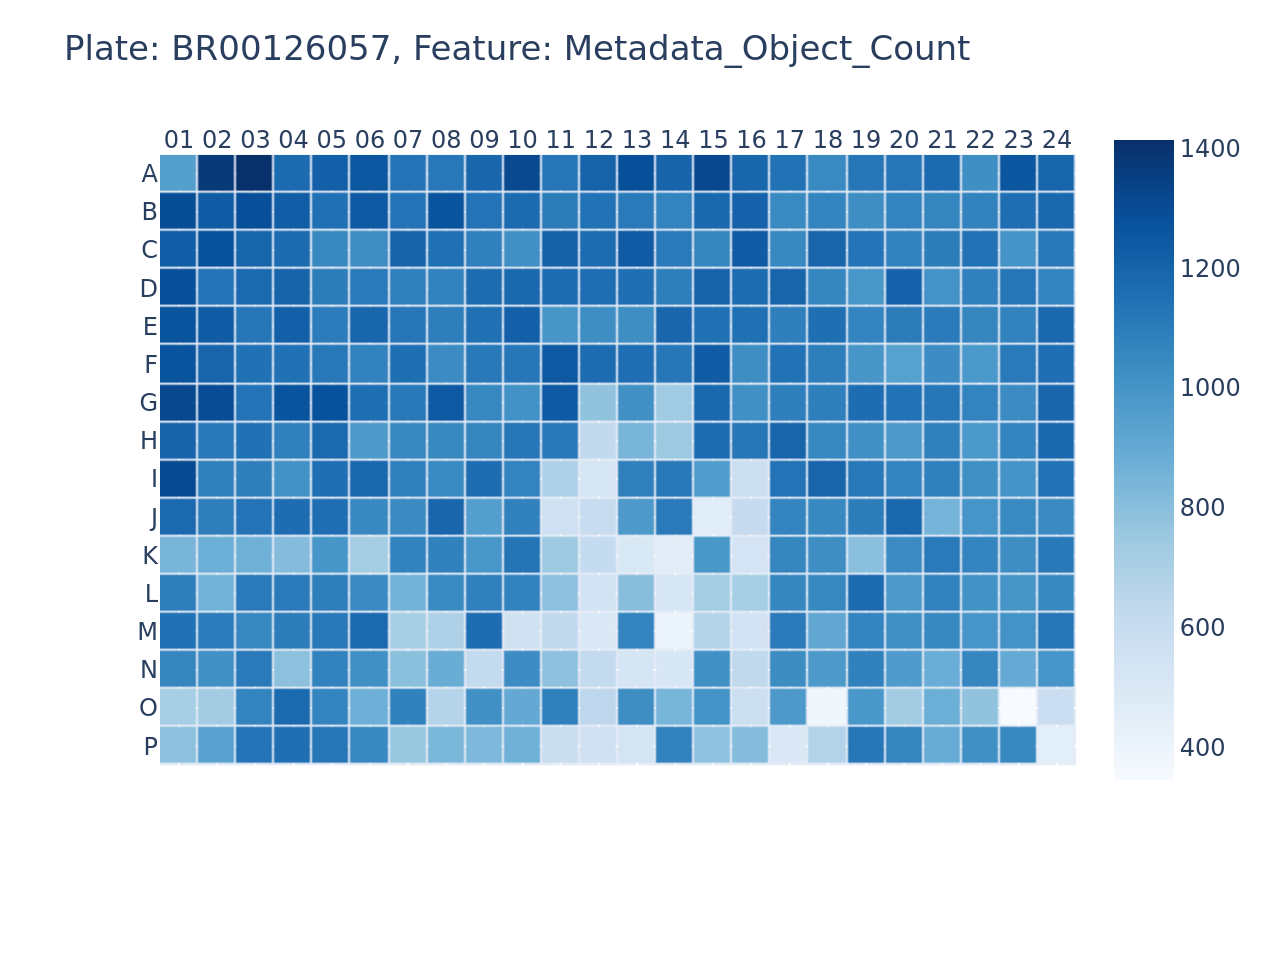 Plate: BR00126057, Feature: Metadata_Object_Count
01 02 03 04 05 06 07 08 09 10 11 12 13 14 15 16 17 18 19 20 21 22 23 24
A
B
C
D
E
F
G
H
I
J
K
L
M
N
O
P
1400
1200
1000
800
600
400